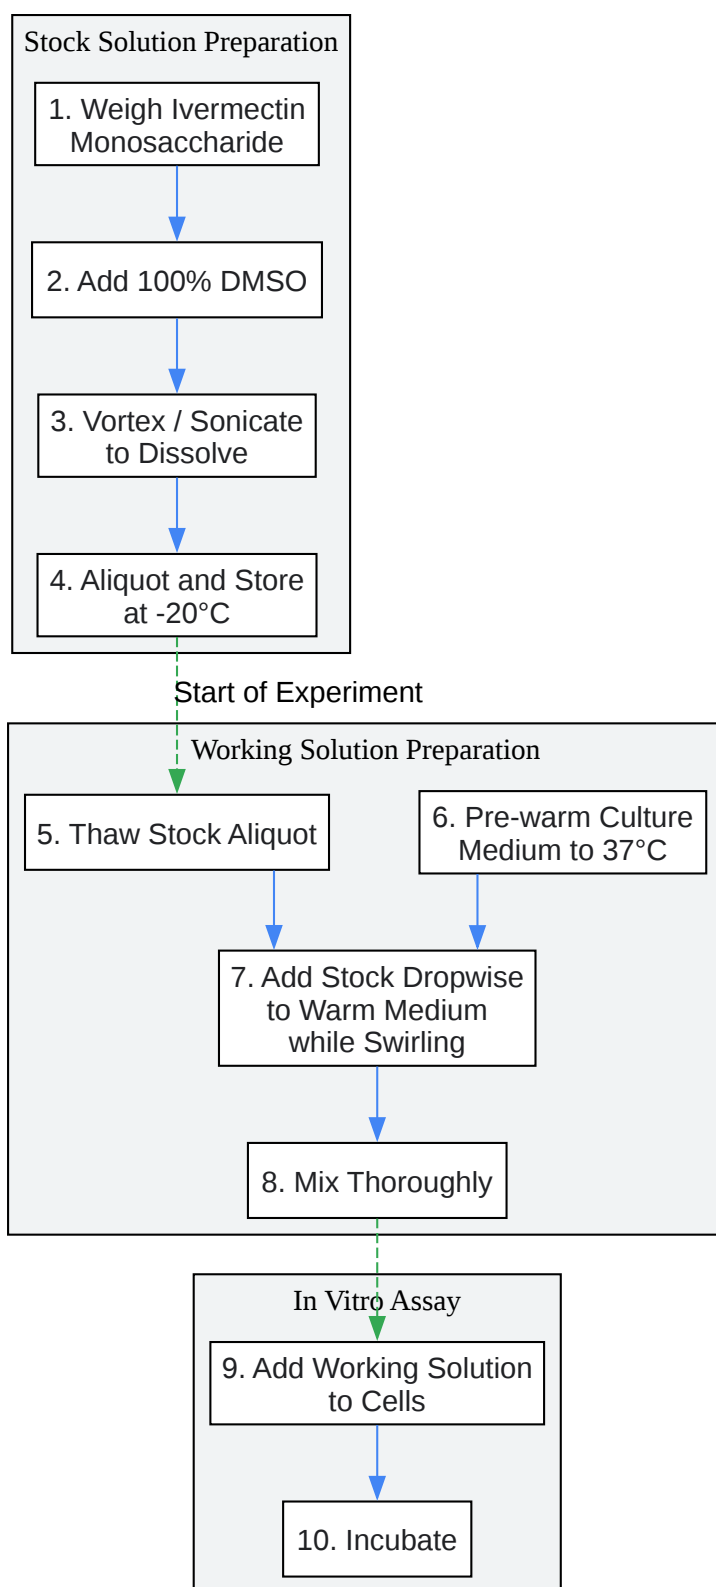 Stock Solution Preparation
1. Weigh Ivermectin
Monosaccharide
2. Add 100% DMSO
3. Vortex / Sonicate
to Dissolve
4. Aliquot and Store
at -20°C
Start of Experiment
Working Solution Preparation
5. Thaw Stock Aliquot
6. Pre-warm Culture
Medium to 37°C
7. Add Stock Dropwise
to Warm Medium
while Swirling
8. Mix Thoroughly
In Vitro Assay
9. Add Working Solution
to Cells
10. Incubate